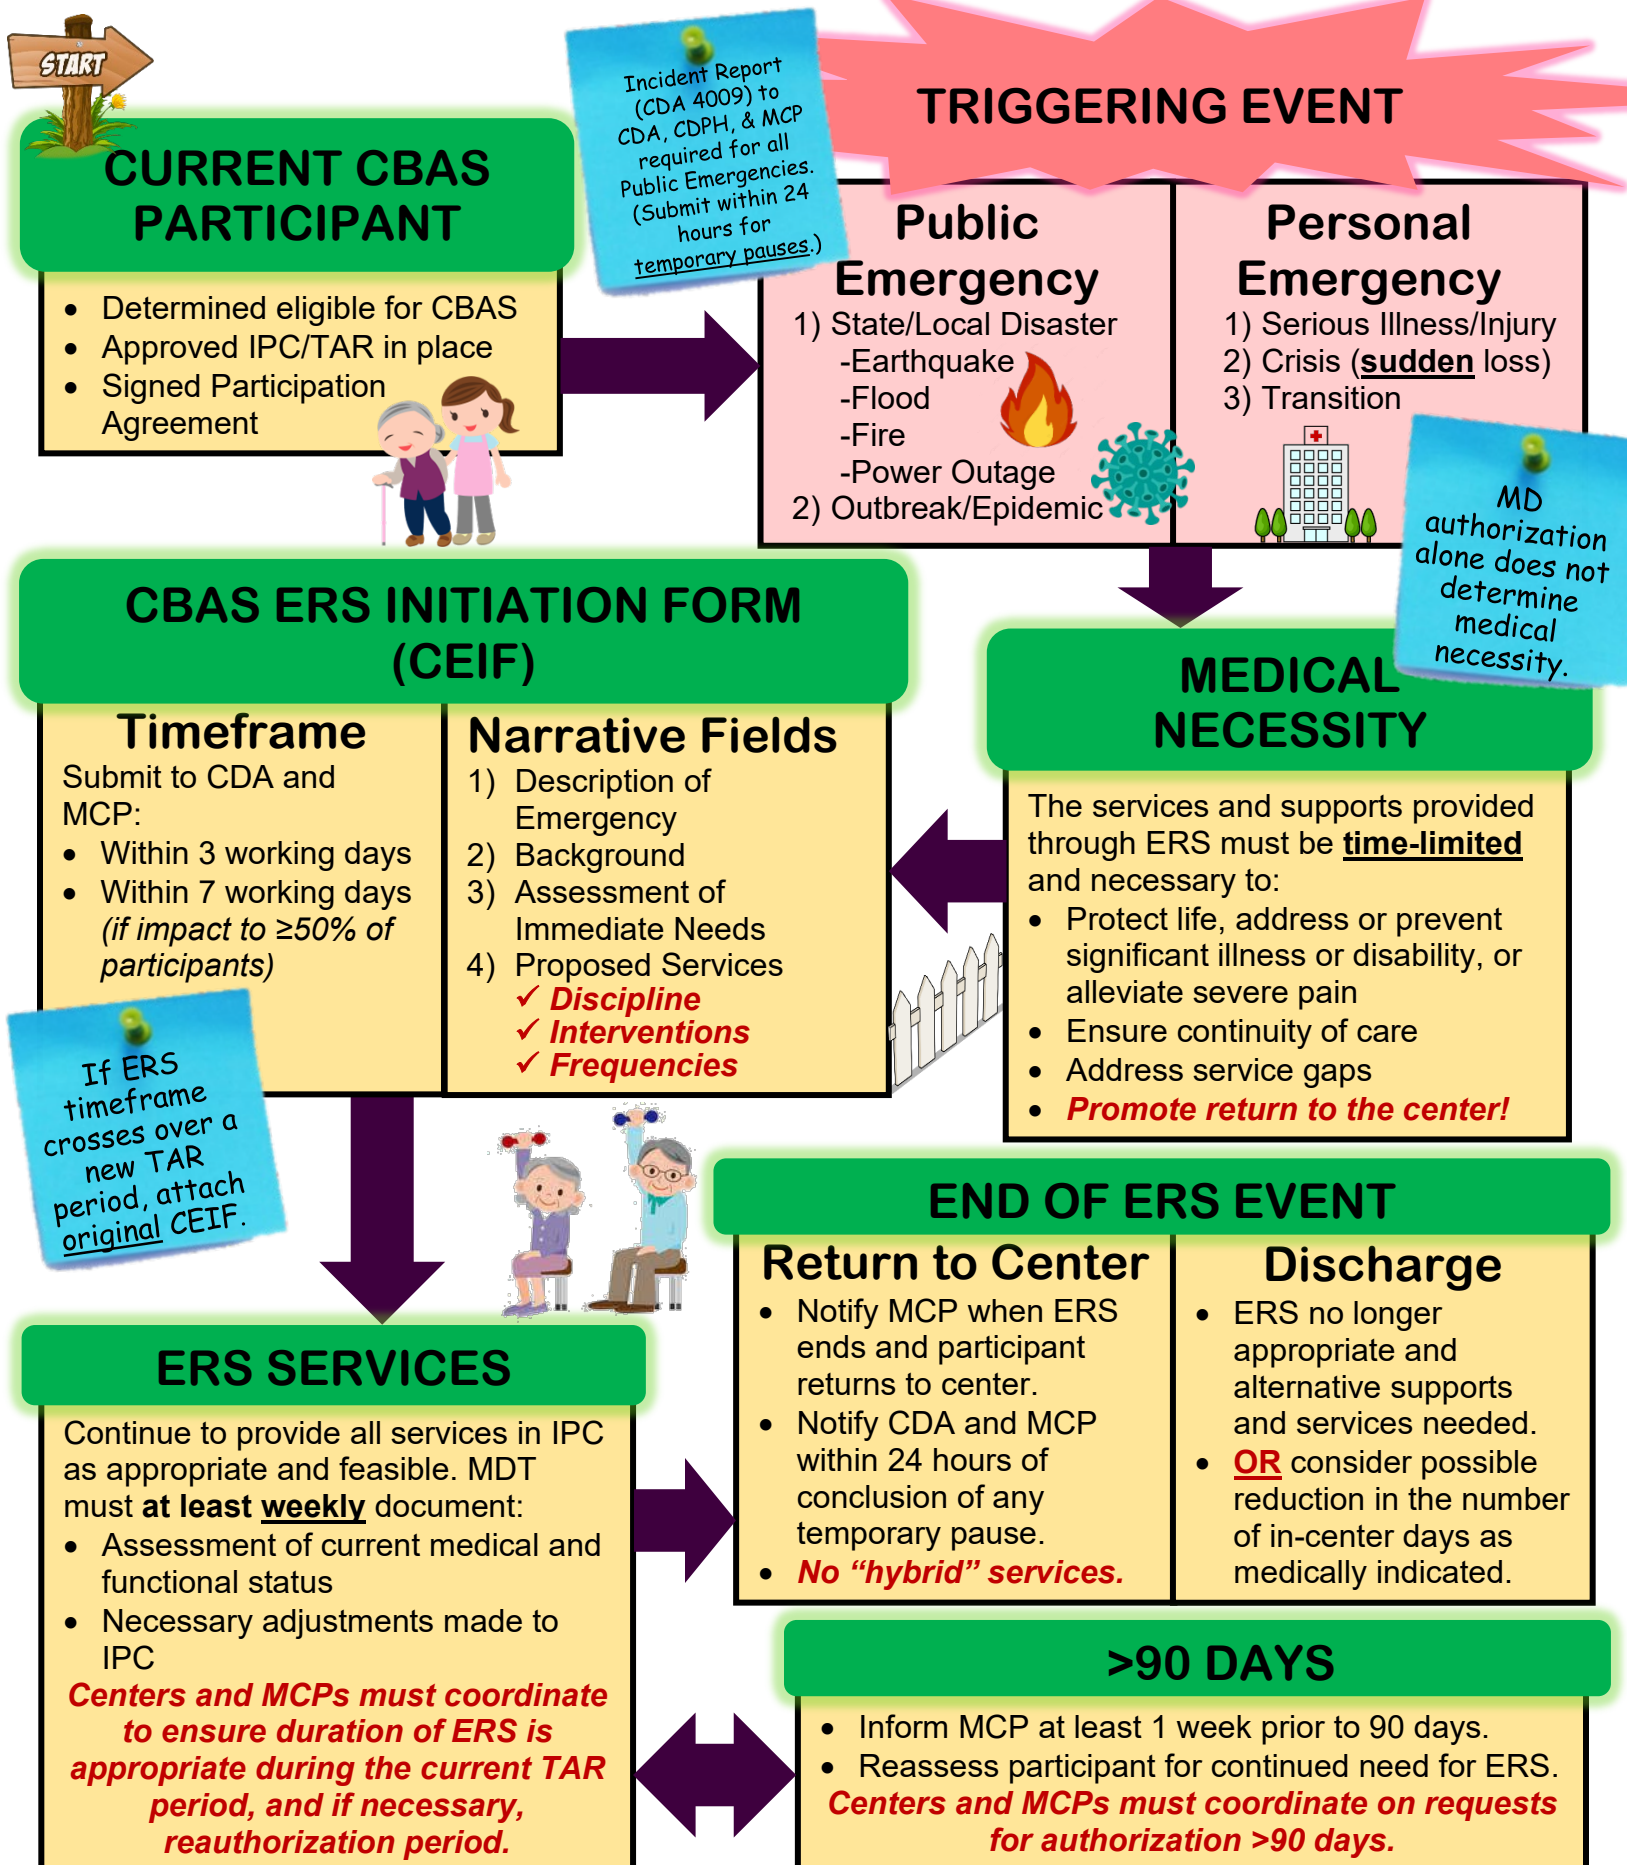 START
CURRENT CBAS
PARTICIPANT
• Determined eligible for CBAS
• Approved IPC/TAR in place
• Signed Participation
Agreement
Incident Report
(CDA 4009) to
CDA, CDPH, & MCP
required for all
Public Emergencies.
(Submit within 24
hours for
temporary pauses.)
TRIGGERING EVENT
Public
Emergency
1) State/Local Disaster
-Earthquake
-Flood
-Fire
-Power Outage
2) Outbreak/Epidemic
Personal
Emergency
1) Serious Illness/Injury
2) Crisis (sudden loss)
3) Transition
MD
authorization
alone does not
determine
medical
necessity.
MEDICAL
NECESSITY
The services and supports provided
through ERS must be time-limited
and necessary to:
• Protect life, address or prevent
significant illness or disability, or
alleviate severe pain
• Ensure continuity of care
• Address service gaps
• Promote return to the center!
CBAS ERS INITIATION FORM
(CEIF)
Timeframe
Submit to CDA and
MCP:
• Within 3 working days
• Within 7 working days
(if impact to ≥50% of
participants)
Narrative Fields
1) Description of
Emergency
2) Background
3) Assessment of
Immediate Needs
4) Proposed Services
✓ Discipline
✓ Interventions
✓ Frequencies
If ERS
timeframe
crosses over a
new TAR
period, attach
original CEIF.
ERS SERVICES
Continue to provide all services in IPC
as appropriate and feasible. MDT
must at least weekly document:
• Assessment of current medical and
functional status
• Necessary adjustments made to
IPC
Centers and MCPs must coordinate
to ensure duration of ERS is
appropriate during the current TAR
period, and if necessary,
reauthorization period.
END OF ERS EVENT
Return to Center
• Notify MCP when ERS
ends and participant
returns to center.
• Notify CDA and MCP
within 24 hours of
conclusion of any
temporary pause.
• No “hybrid” services.
Discharge
• ERS no longer
appropriate and
alternative supports
and services needed.
• OR consider possible
reduction in the number
of in-center days as
medically indicated.
>90 DAYS
• Inform MCP at least 1 week prior to 90 days.
• Reassess participant for continued need for ERS.
Centers and MCPs must coordinate on requests
for authorization >90 days.